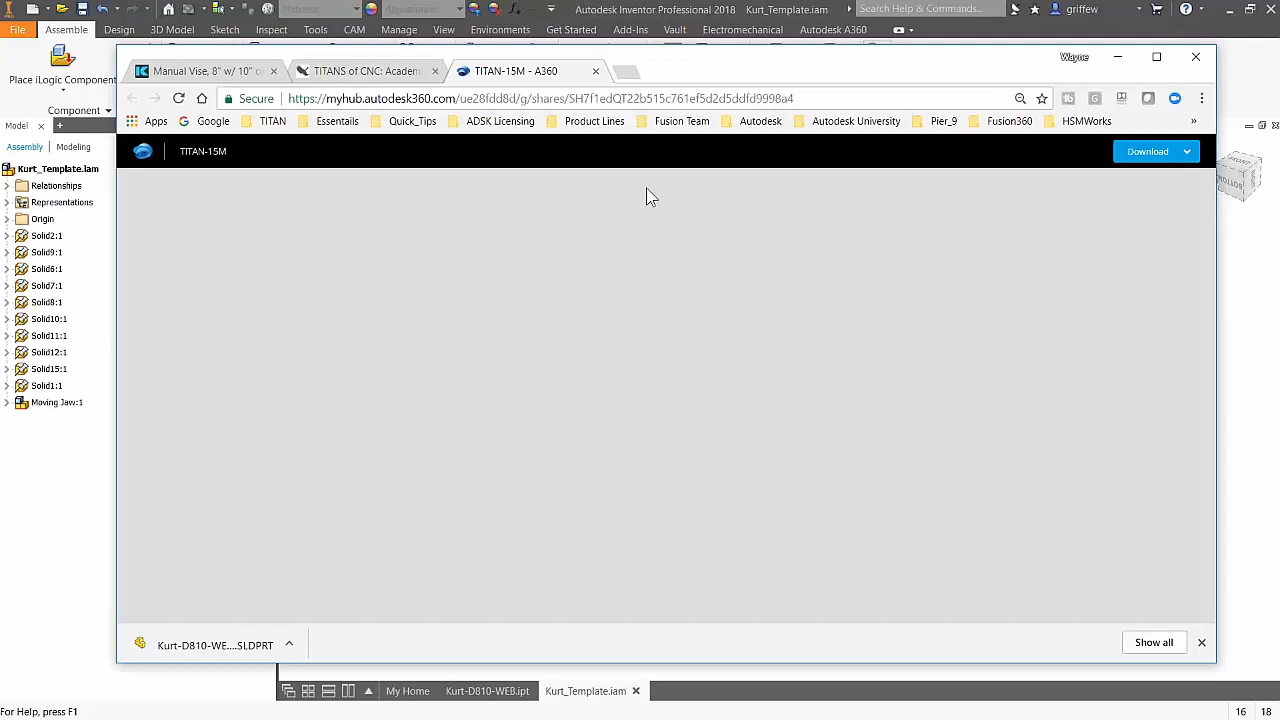 Material
Appearance
Autodesk Inventor Professional 2018 Kurt_Template.iam
Search Help & Commands...
griffew
File Assemble Design 3D Model Sketch Inspect Tools CAM Manage View Environments Get Started Add-Ins Vault Electromechanical Autodesk A360
Place iLogic Component
Component
Model
Assembly Modeling
Kurt_Template.iam
Relationships
Representations
Origin
Solid2:1
Solid9:1
Solid6:1
Solid7:1
Solid8:1
Solid10:1
Solid11:1
Solid12:1
Solid15:1
Solid1:1
Moving Jaw:1
Manual Vise, 8" w/ 10" o
TITANS of CNC: Academ
TITAN-15M - A360
Wayne
Secure https://myhub.autodesk360.com/ue28fdd8d/g/shares/SH7f1edQT22b515c761ef5d2d5ddfd9998a4
Apps Google TITAN Essentails Quick_Tips ADSK Licensing Product Lines Fusion Team Autodesk Autodesk University Pier_9 Fusion360 HSMWorks »
TITAN-15M
Download
Kurt-D810-WE....SLDPRT
Show all
My Home Kurt-D810-WEB.ipt Kurt_Template.iam
For Help, press F1
16 18